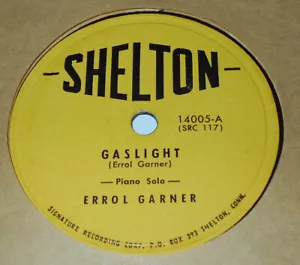 -SHELTON-
14005-A
(SRC 117)
GASLIGHT
(Errol Garner)
—Piano Solo—
ERROL GARNER
SIGNATURE RECORDING CORP. P.O. BOX 393 SHELTON, CONN.